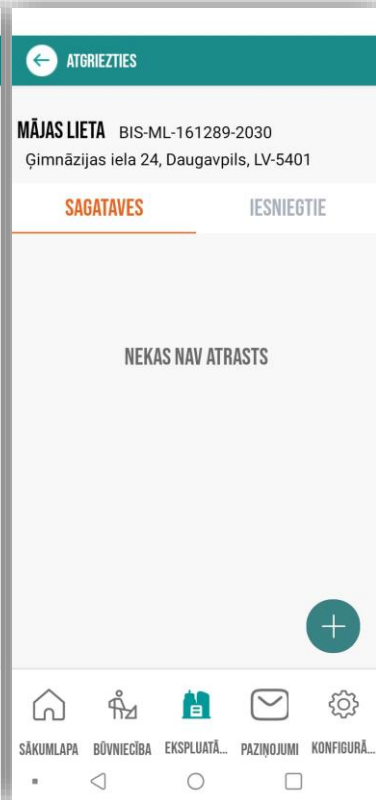 ATGRIEZTIES
MĀJAS LIETA BIS-ML-161289-2030
Ģimnāzijas iela 24, Daugavpils, LV-5401
SAGATAVES IESNIEGTIE
NEKAS NAV ATRASTS
SĀKUMLAPA BŪVNIECĪBA EKSPLUATĀ... PAZIŅOJUMI KONFIGURĀ...